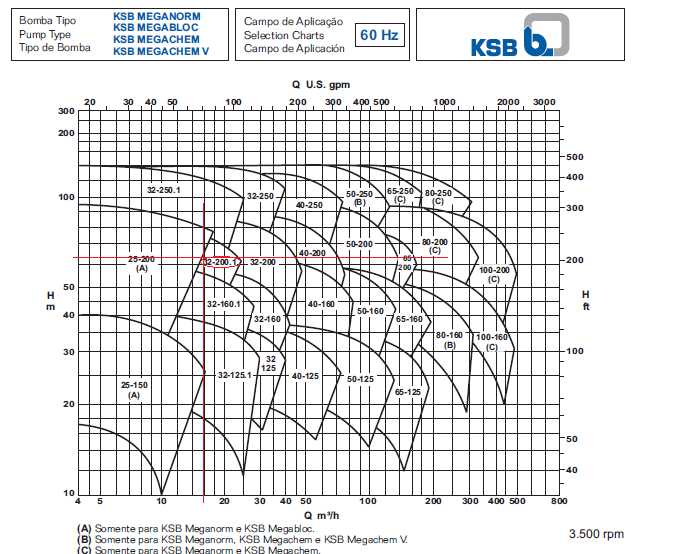 Bomba Tipo
Pump Type
Tipo de Bomba
KSB MEGANORM
KSB MEGABLOC
KSB MEGACHEM
KSB MEGACHEM V
Campo de Aplicação
Selection Charts
Campo de Aplicación
60 Hz
KSB
Q U.S. gpm
20 30 40 50 100 200 300 400 500 1000 2000 3000
H
m
300
200
100
50
40
30
20
10
H
ft
500
400
300
200
100
50
40
32-250.1
32-250
40-250
50-250
(B)
65-250
(C)
80-250
(C)
25-200
(A)
32-200.1
32-200
40-200
50-200
65
200
80-200
(C)
100-200
(C)
32-160.1
32-160
40-160
50-160
65-160
80-160
(B)
100-160
(C)
25-150
(A)
32-125.1
32
125
40-125
50-125
65-125
4 5 10 20 30 40 50 100 200 300 400 500 800
Q m³/h
(A) Somente para KSB Meganorm e KSB Megabloc.
(B) Somente para Meganorm, KSB Megachem e KSB Megachem V.
(C) Somente para KSB Meganorm e KSB Megachem.
3.500 rpm